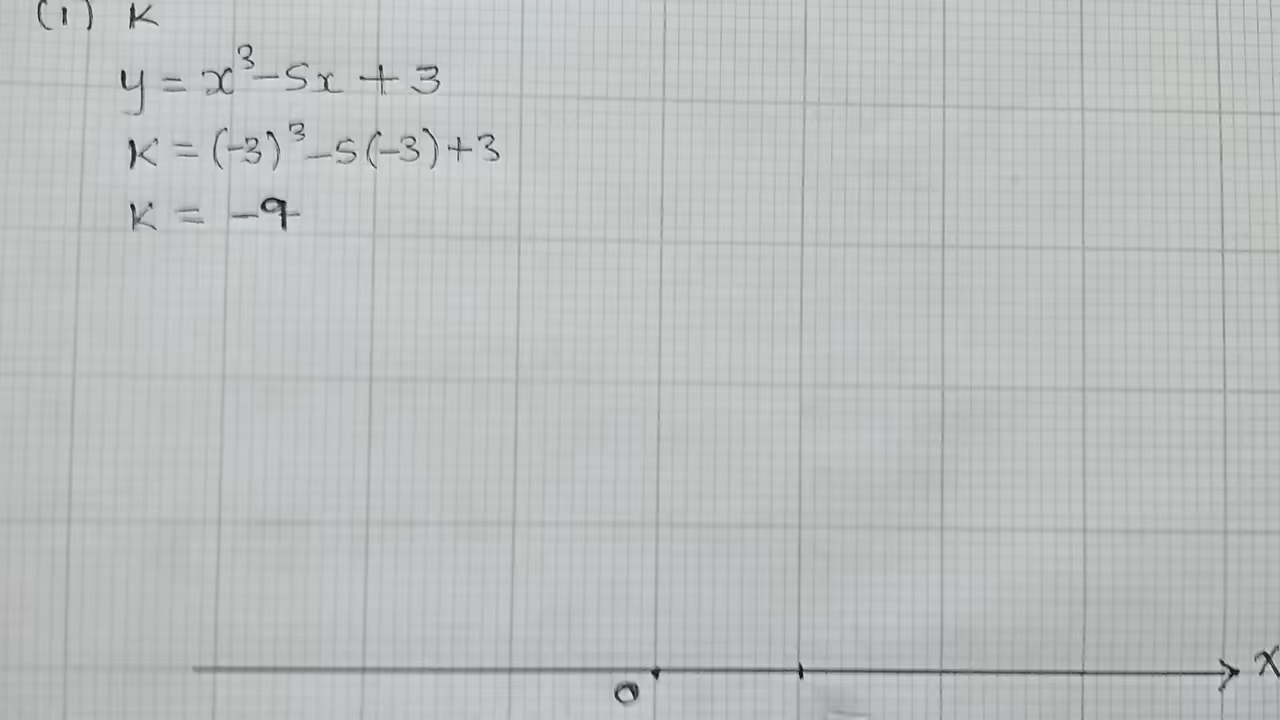 (i) K
y = x³ - 5x + 3
K = (-3)³ - 5(-3) + 3
K = -9
0
X